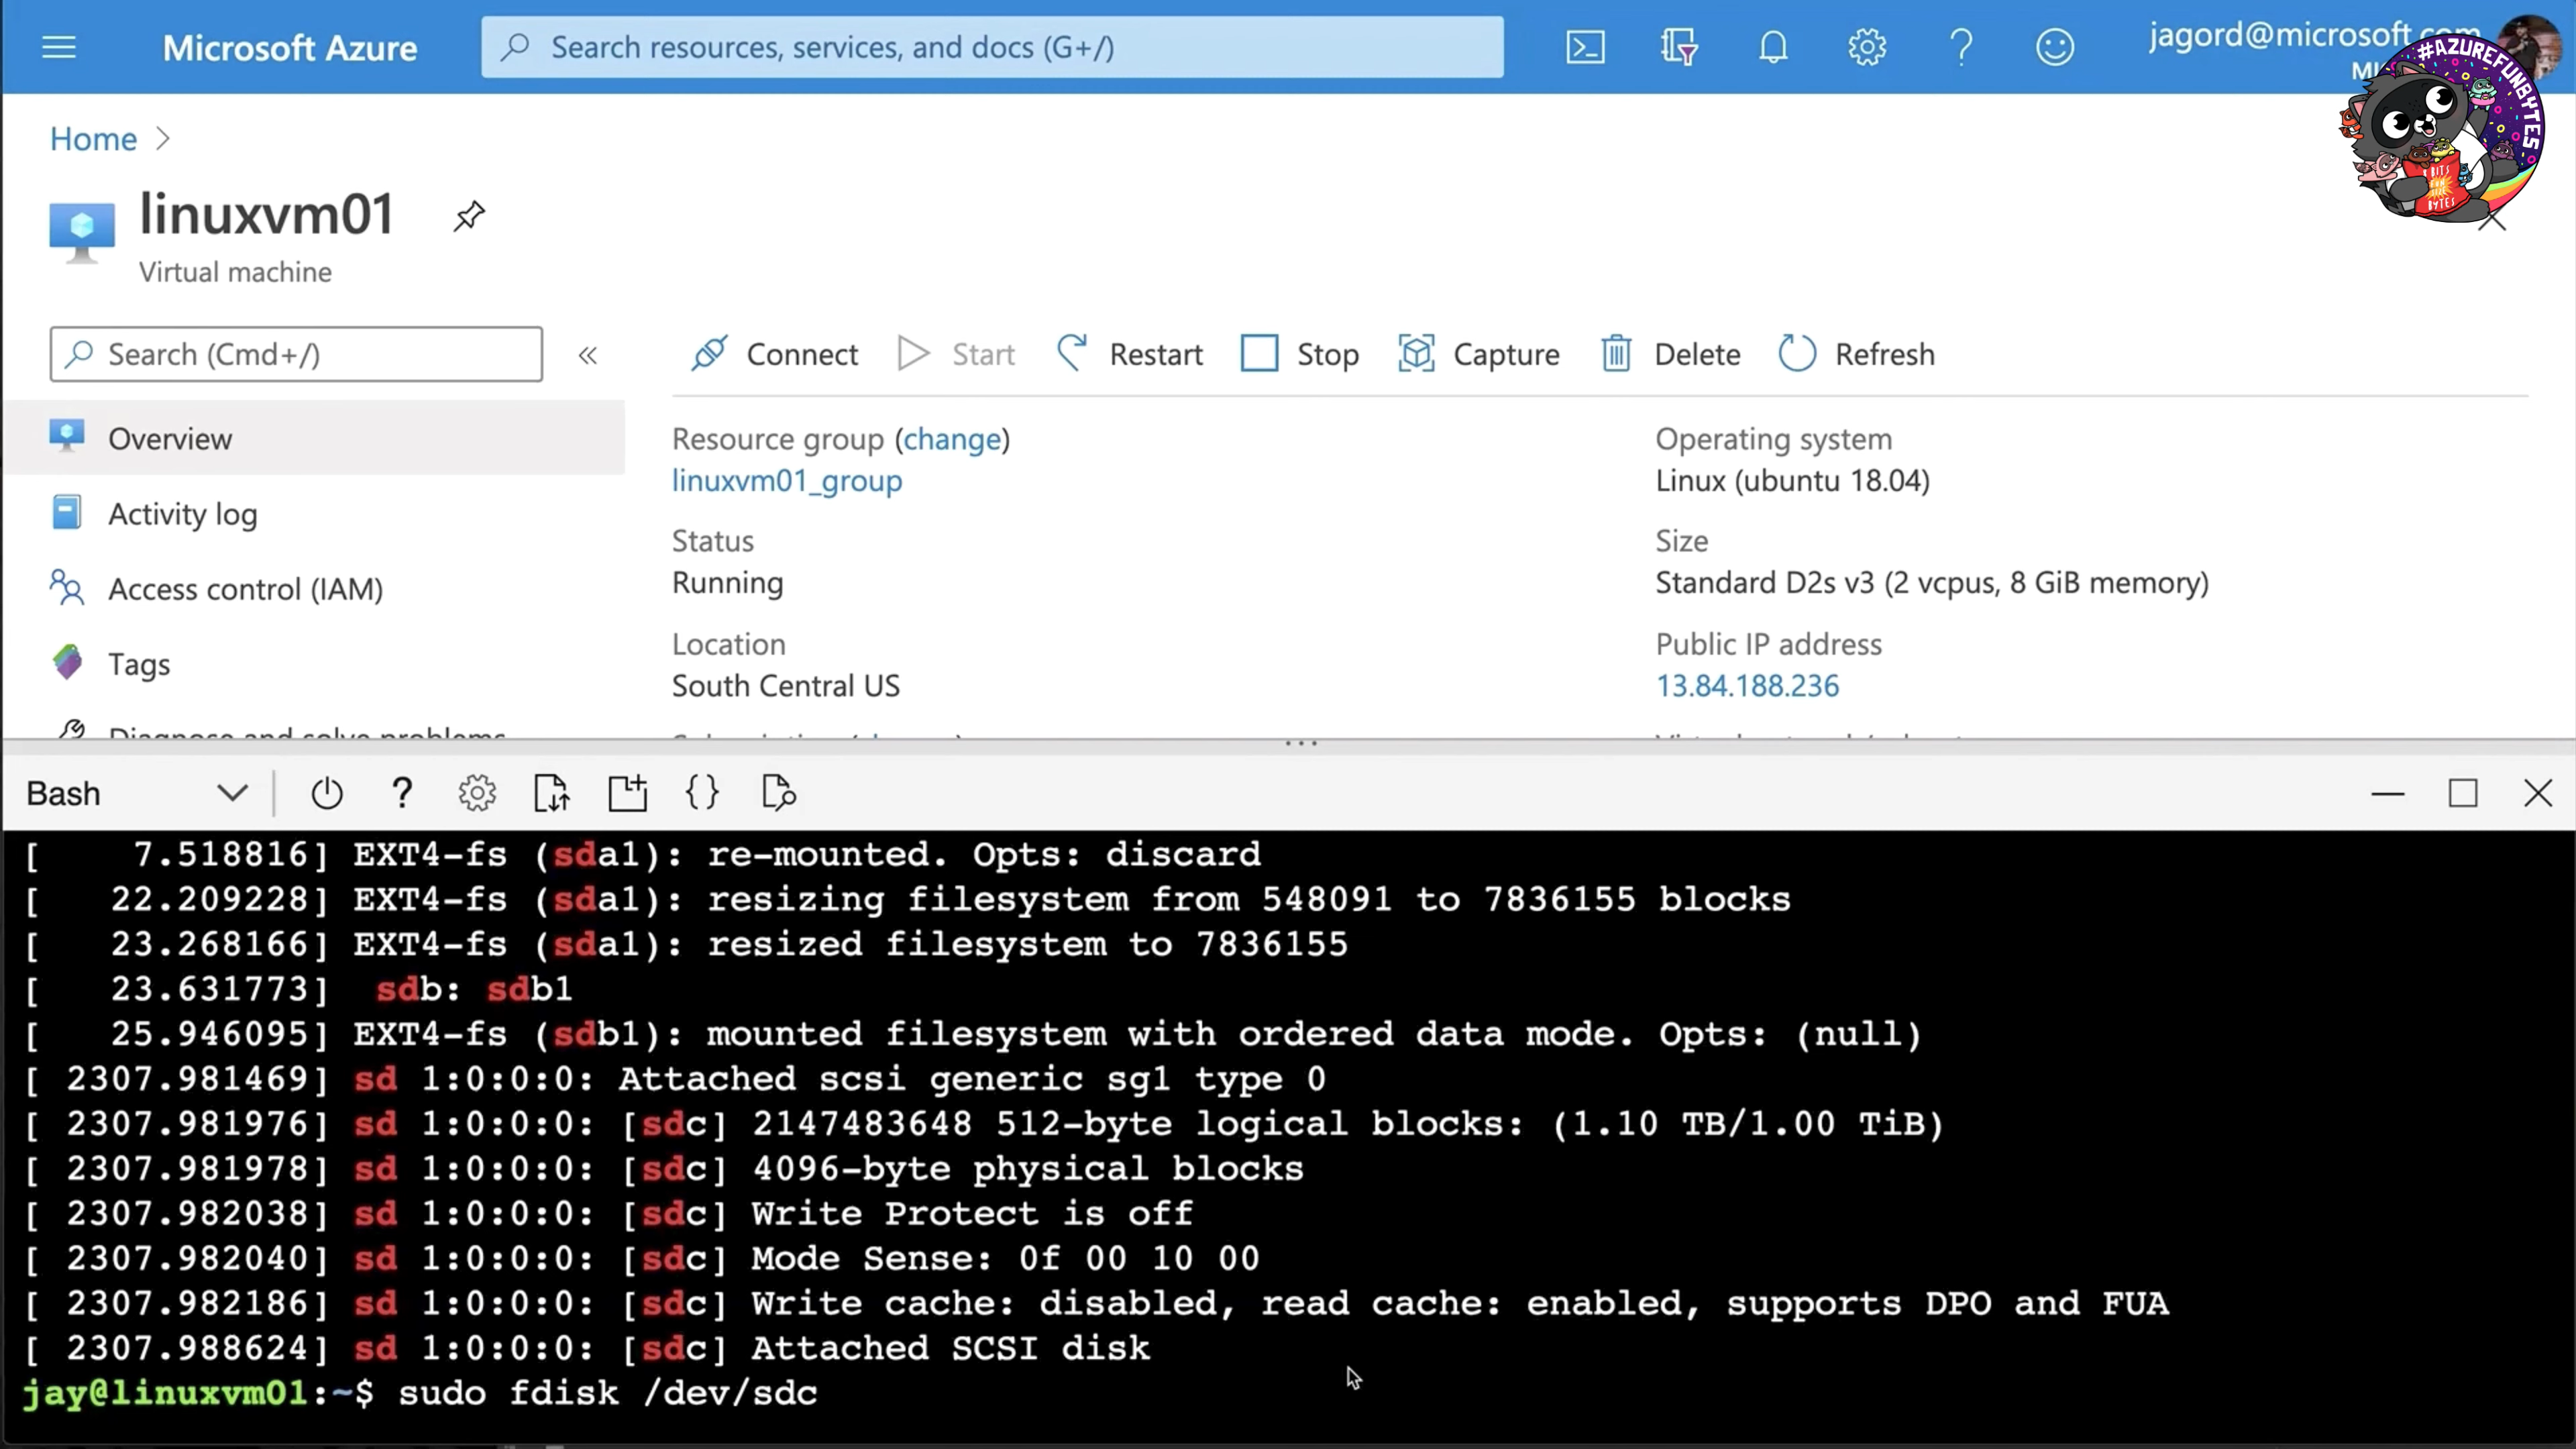 Microsoft Azure
Search resources, services, and docs (G+/)
jagord@microsoft.com
#AZUREFUNBYTES
BITS
FUN
SIZE
BYTES
Home
linuxvm01
Virtual machine
Search (Cmd+/)
«
Connect
Start
Restart
Stop
Capture
Delete
Refresh
Overview
Activity log
Access control (IAM)
Tags
Diagnose and solve problems
Resource group (change)
linuxvm01_group
Status
Running
Location
South Central US
Operating system
Linux (ubuntu 18.04)
Size
Standard D2s v3 (2 vcpus, 8 GiB memory)
Public IP address
13.84.188.236
Bash
?
{}
[    7.518816] EXT4-fs (sda1): re-mounted. Opts: discard
[   22.209228] EXT4-fs (sda1): resizing filesystem from 548091 to 7836155 blocks
[   23.268166] EXT4-fs (sda1): resized filesystem to 7836155
[   23.631773]  sdb: sdb1
[   25.946095] EXT4-fs (sdb1): mounted filesystem with ordered data mode. Opts: (null)
[ 2307.981469] sd 1:0:0:0: Attached scsi generic sg1 type 0
[ 2307.981976] sd 1:0:0:0: [sdc] 2147483648 512-byte logical blocks: (1.10 TB/1.00 TiB)
[ 2307.981978] sd 1:0:0:0: [sdc] 4096-byte physical blocks
[ 2307.982038] sd 1:0:0:0: [sdc] Write Protect is off
[ 2307.982040] sd 1:0:0:0: [sdc] Mode Sense: 0f 00 10 00
[ 2307.982186] sd 1:0:0:0: [sdc] Write cache: disabled, read cache: enabled, supports DPO and FUA
[ 2307.988624] sd 1:0:0:0: [sdc] Attached SCSI disk
jay@linuxvm01:~$ sudo fdisk /dev/sdc